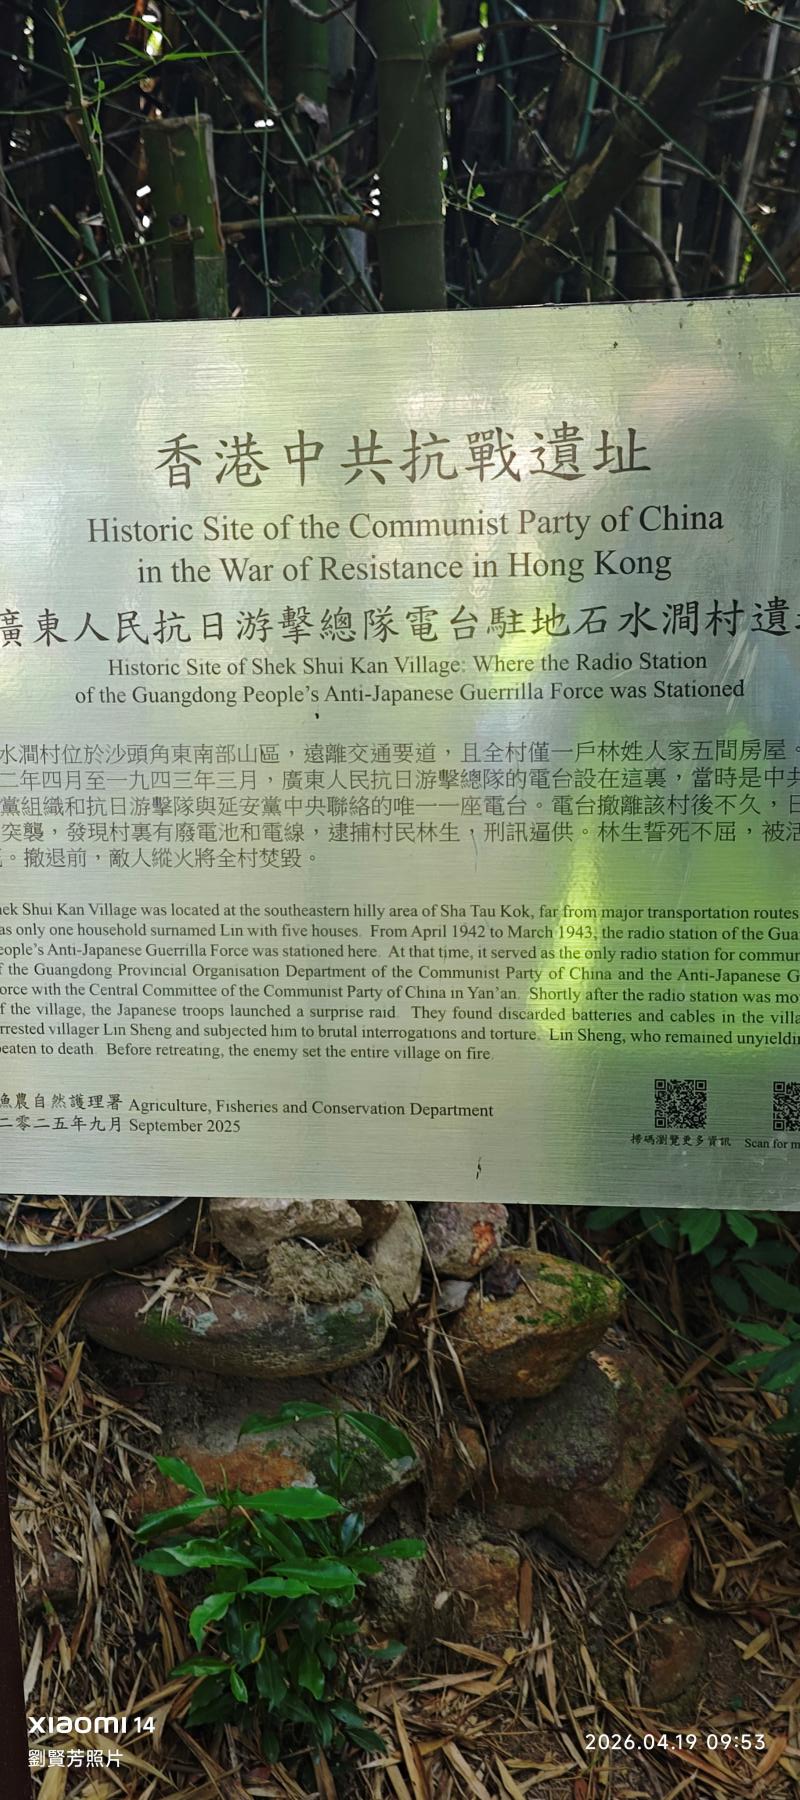 香港中共抗戰遺址
Historic Site of the Communist Party of China
in the War of Resistance in Hong Kong
廣東人民抗日游擊總隊電台駐地石水澗村遺
Historic Site of Shek Shui Kan Village: Where the Radio Station
of the Guangdong People's Anti-Japanese Guerrilla Force was Stationed
水澗村位於沙頭角東南部山區，遠離交通要道，且全村僅一戶林姓人家五間房屋。
二年四月至一九四三年三月，廣東人民抗日游擊總隊的電台設在這裏，當時是中共
黨組織和抗日游擊隊與延安黨中央聯絡的唯一一座電台。電台撤離該村後不久，日
突襲，發現村裏有廢電池和電線，逮捕村民林生，刑訊逼供。林生誓死不屈，被活
。撤退前，敵人縱火將全村焚毀。
ek Shui Kan Village was located at the southeastern hilly area of Sha Tau Kok, far from major transportation routes
as only one household surnamed Lin with five houses. From April 1942 to March 1943, the radio station of the Gua
eople's Anti-Japanese Guerrilla Force was stationed here. At that time, it served as the only radio station for commun
f the Guangdong Provincial Organisation Department of the Communist Party of China and the Anti-Japanese G
orce with the Central Committee of the Communist Party of China in Yan'an. Shortly after the radio station was mo
f the village, the Japanese troops launched a surprise raid. They found discarded batteries and cables in the villa
rrested villager Lin Sheng and subjected him to brutal interrogations and torture. Lin Sheng, who remained unyieldin
eaten to death. Before retreating, the enemy set the entire village on fire.
漁農自然護理署 Agriculture, Fisheries and Conservation Department
二零二五年九月 September 2025
掃碼瀏覽更多資訊 Scan for m
xiaomi 14
劉賢芳照片
2026.04.19 09:53